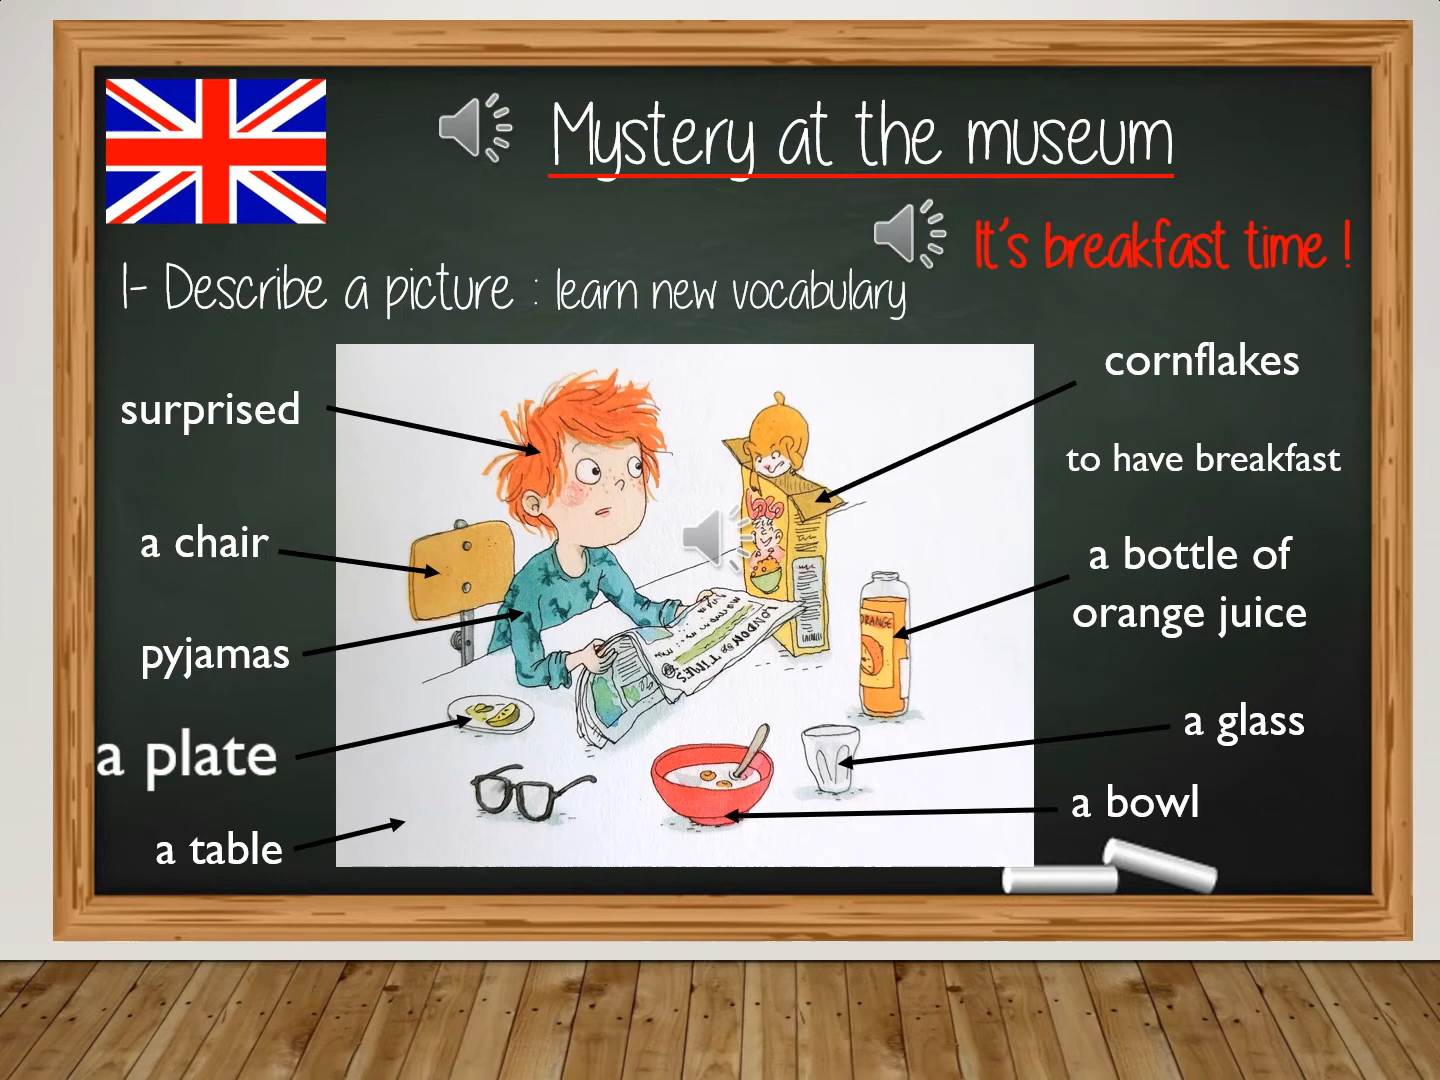 Mystery at the museum
It's breakfast time !
1- Describe a picture : learn new vocabulary
surprised
a chair
pyjamas
a plate
a table
cornflakes
to have breakfast
a bottle of
orange juice
a glass
a bowl
ORANGE
LONDON TIMES